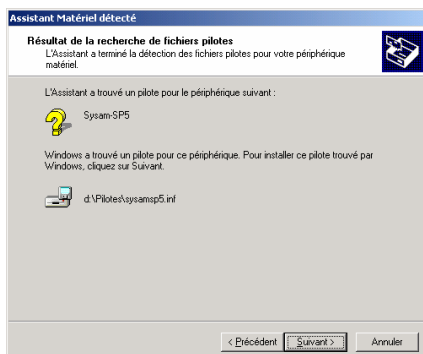 Assistant Matériel détecté
Résultat de la recherche de fichiers pilotes
L'Assistant a terminé la détection des fichiers pilotes pour votre périphérique
matériel.
L'Assistant a trouvé un pilote pour le périphérique suivant :
Sysam-SP5
Windows a trouvé un pilote pour ce périphérique. Pour installer ce pilote trouvé par
Windows, cliquez sur Suivant.
d:\Pilotes\sysamsp5.inf
< Précédent Suivant > Annuler